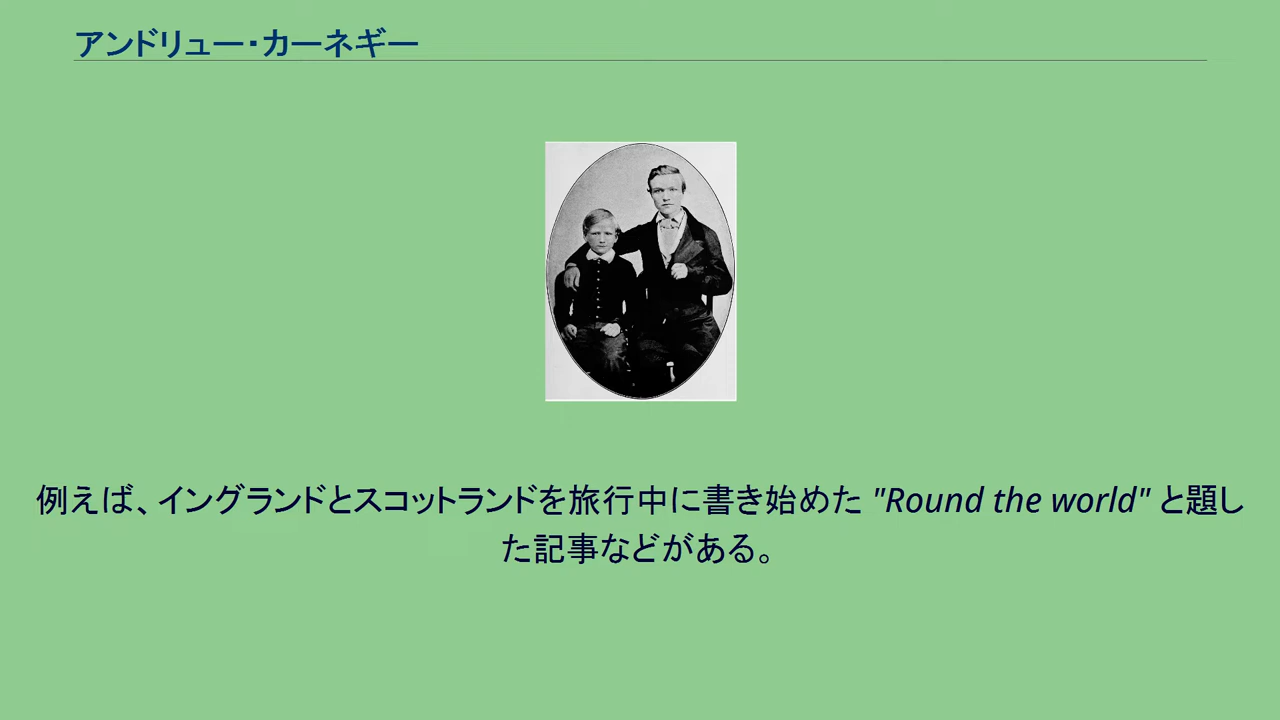 アンドリュー・カーネギー
例えば、イングランドとスコットランドを旅行中に書き始めた "Round the world" と題し
た記事などがある。